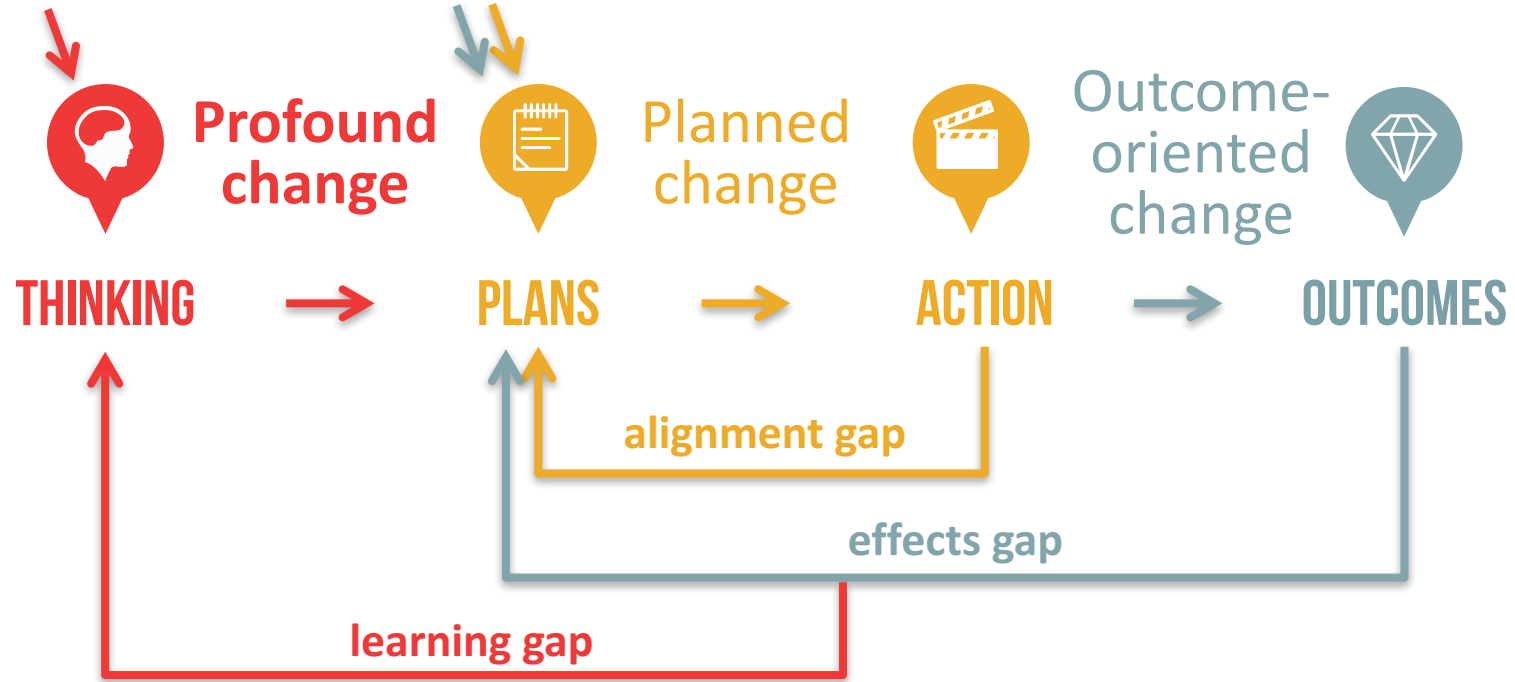 Profound
change
Planned
change
Outcome-
oriented
change
THINKING
PLANS
ACTION
OUTCOMES
alignment gap
effects gap
learning gap